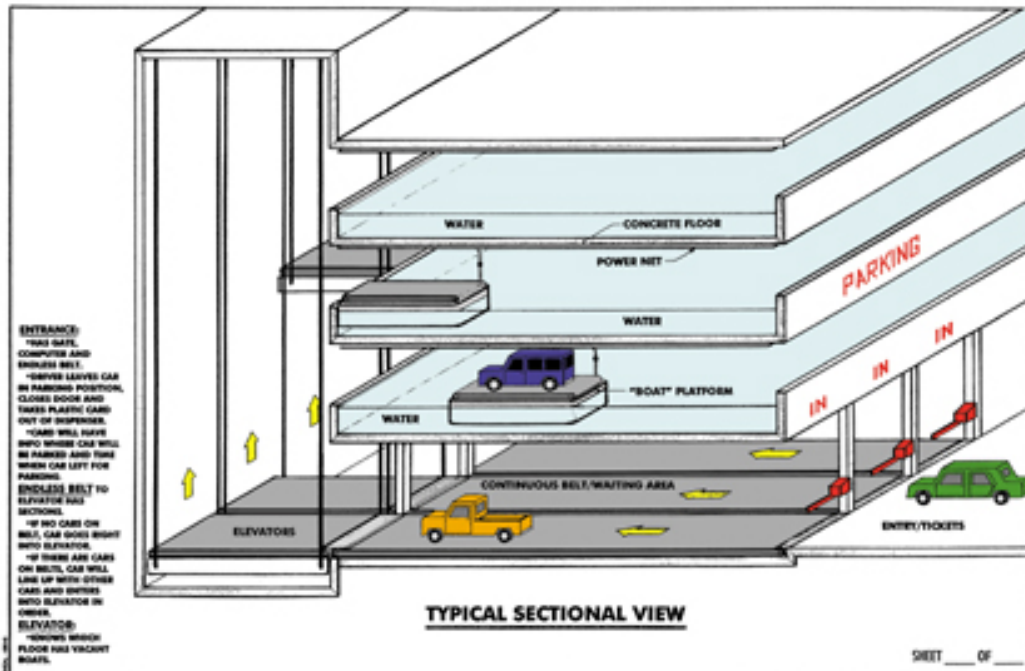 WATER
CONCRETE FLOOR
POWER NET
PARKING
WATER
IN
IN
IN
"BOAT" PLATFORM
WATER
CONTINUOUS BELT/WAITING AREA
ELEVATORS
ENTRY/TICKETS
ENTRANCE:
*HAS GATE,
COMPUTER AND
ENDLESS BELT.
*DRIVER LEAVES CAR
IN PARKING POSITION,
CLOSES DOOR AND
TAKES PLASTIC CARD
OUT OF DISPENSER.
*CARD WILL HAVE
INFO WHERE CAR WILL
BE PARKED AND TIME
WHEN CAR LEFT FOR
PARKING.
ENDLESS BELT TO
ELEVATOR HAS
SECTIONS.
*IF NO CARS ON
BELT, CAR GOES RIGHT
INTO ELEVATOR.
*IF THERE ARE CARS
ON BELTS, CAR WILL
LINE UP WITH OTHER
CARS AND ENTERS
INTO ELEVATOR IN
ORDER.
ELEVATOR:
*KNOWS WHICH
FLOOR HAS VACANT
BOATS.
TYPICAL SECTIONAL VIEW
SHEET ____ OF ____